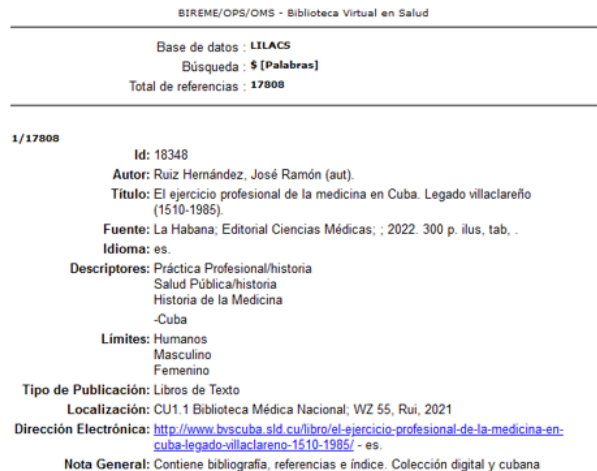 BIREME/OPS/OMS - Biblioteca Virtual en Salud
Base de datos : LILACS
Búsqueda : $ [Palabras]
Total de referencias : 17808
1/17808
Id: 18348
Autor: Ruiz Hernández, José Ramón (aut).
Título: El ejercicio profesional de la medicina en Cuba. Legado villaclareño
(1510-1985).
Fuente: La Habana; Editorial Ciencias Médicas; ; 2022. 300 p. ilus, tab, .
Idioma: es.
Descriptores: Práctica Profesional/historia
Salud Pública/historia
Historia de la Medicina
-Cuba
Límites: Humanos
Masculino
Femenino
Tipo de Publicación: Libros de Texto
Localización: CU1.1 Biblioteca Médica Nacional; WZ 55, Rui, 2021
Dirección Electrónica: http://www.bvscuba.sld.cu/libro/el-ejercicio-profesional-de-la-medicina-en-
cuba-legado-villaclareno-1510-1985/ - es.
Nota General: Contiene bibliografía, referencias e índice. Colección digital y cubana